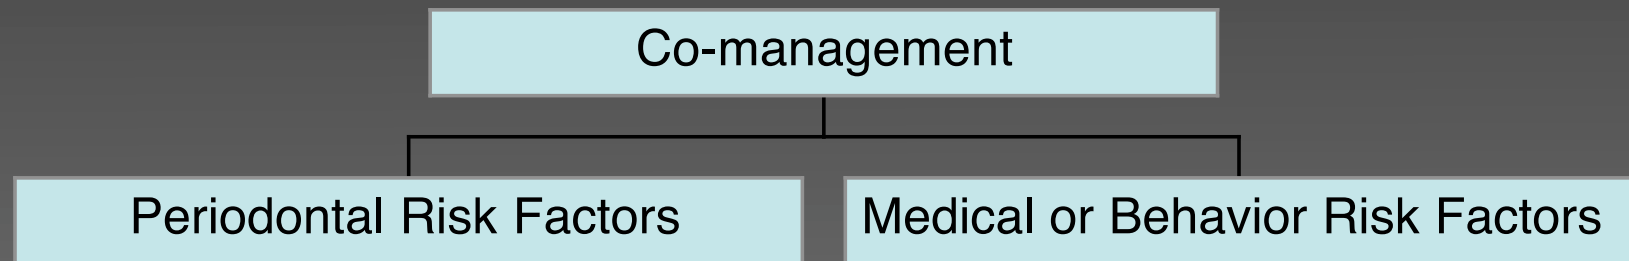 Co-management
Periodontal Risk Factors
Medical or Behavior Risk Factors